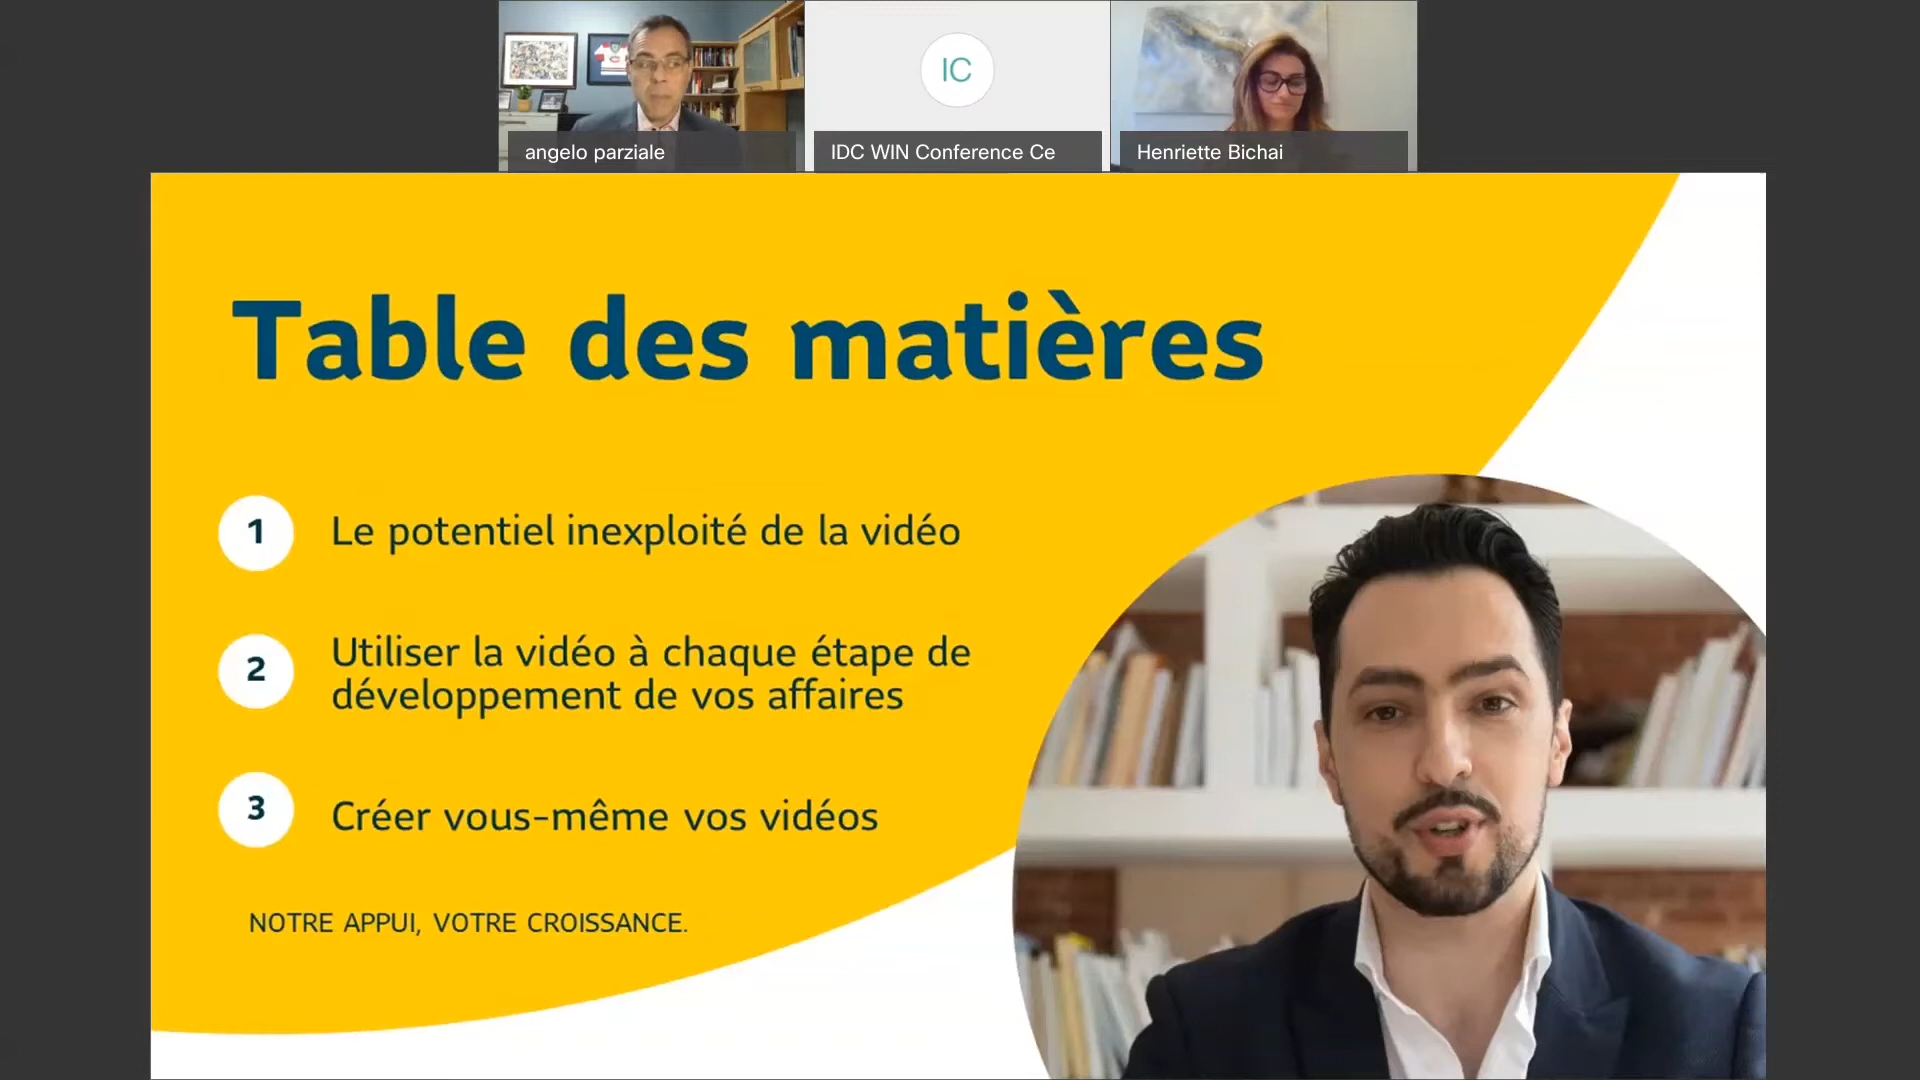 IC
angelo parziale
IDC WIN Conference Ce
Henriette Bichai
Table des matières
1 Le potentiel inexploité de la vidéo
2 Utiliser la vidéo à chaque étape de
développement de vos affaires
3 Créer vous-même vos vidéos
NOTRE APPUI, VOTRE CROISSANCE.